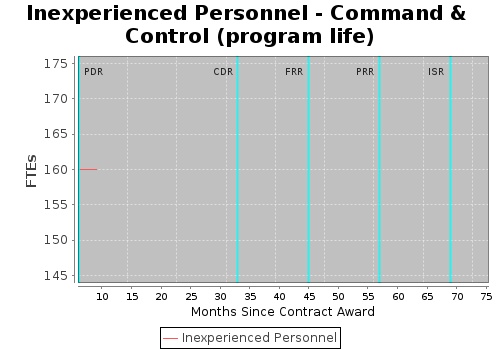 Inexperienced Personnel - Command &
Control (program life)
175
170
165
160
155
150
145
FTEs
PDR CDR FRR PRR ISR
10 15 20 25 30 35 40 45 50 55 60 65 70 75
Months Since Contract Award
Inexperienced Personnel